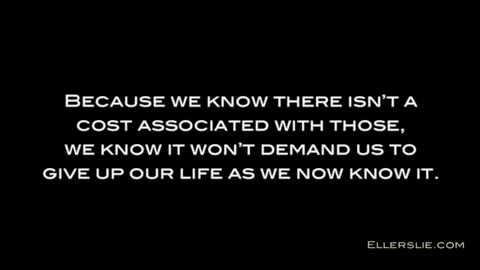 BECAUSE WE KNOW THERE ISN'T A
COST ASSOCIATED WITH THOSE,
WE KNOW IT WON'T DEMAND US TO
GIVE UP OUR LIFE AS WE NOW KNOW IT.
ELLERSLIE.COM